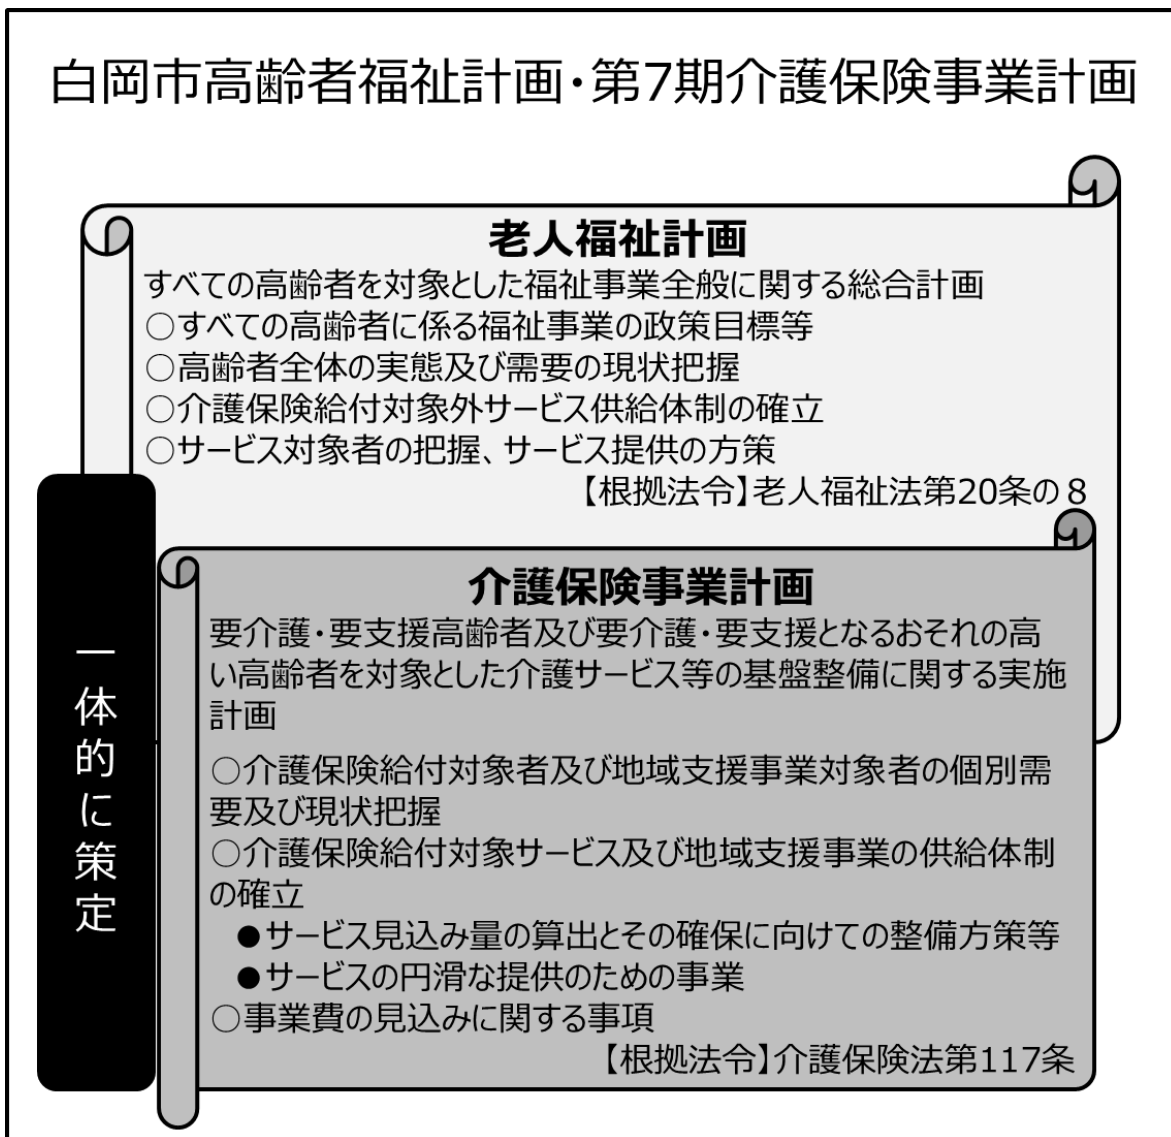 白岡市高齢者福祉計画・第7期介護保険事業計画
老人福祉計画
すべての高齢者を対象とした福祉事業全般に関する総合計画
○すべての高齢者に係る福祉事業の政策目標等
○高齢者全体の実態及び需要の現状把握
○介護保険給付対象外サービス供給体制の確立
○サービス対象者の把握、サービス提供の方策
【根拠法令】老人福祉法第20条の８
一体的に策定
介護保険事業計画
要介護・要支援高齢者及び要介護・要支援となるおそれの高
い高齢者を対象とした介護サービス等の基盤整備に関する実施
計画
○介護保険給付対象者及び地域支援事業対象者の個別需
要及び現状把握
○介護保険給付対象サービス及び地域支援事業の供給体制
の確立
●サービス見込み量の算出とその確保に向けての整備方策等
●サービスの円滑な提供のための事業
○事業費の見込みに関する事項
【根拠法令】介護保険法第117条